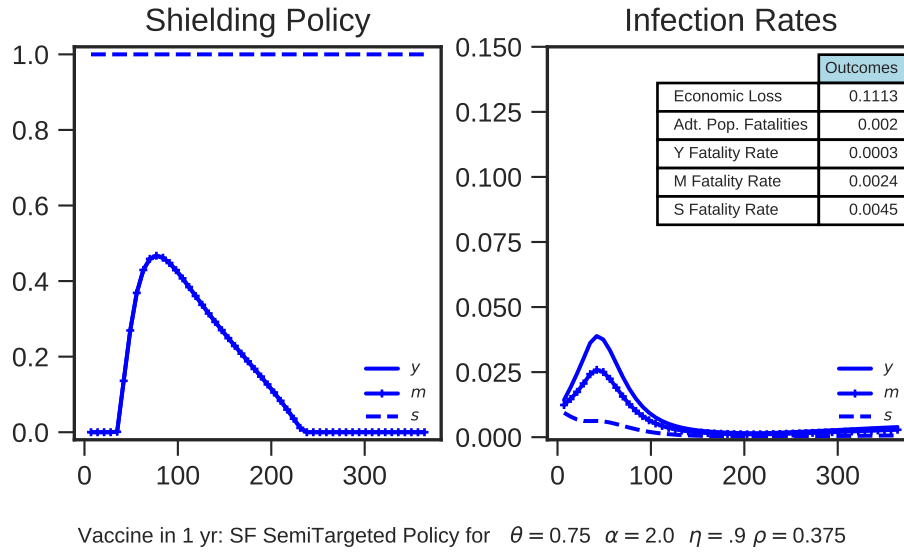 Shielding Policy
1.0
0.8
0.6
0.4
0.2
0.0
0
100
200
300
y
m
s
Infection Rates
0.150
0.125
0.100
0.075
0.050
0.025
0.000
0
100
200
300
Outcomes
Economic Loss 0.1113
Adt. Pop. Fatalities 0.002
Y Fatality Rate 0.0003
M Fatality Rate 0.0024
S Fatality Rate 0.0045
y
m
s
Vaccine in 1 yr: SF SemiTargeted Policy for θ = 0.75 α = 2.0 η = .9 ρ = 0.375